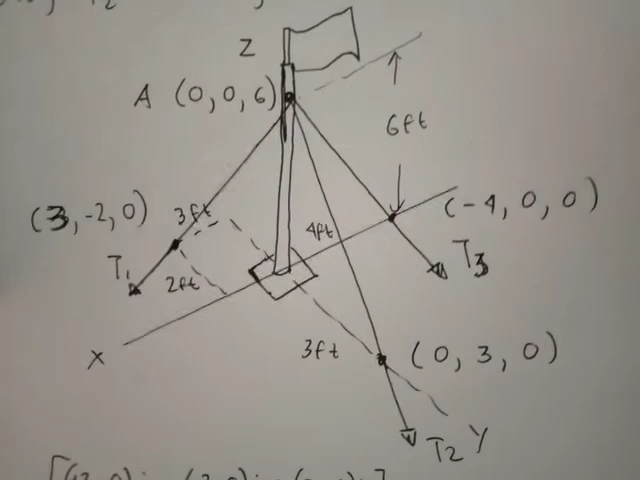 Z
A (0, 0, 6)
6ft
(3, -2, 0)
3ft
(-4, 0, 0)
4ft
T₁
2ft
T₃
X
3ft
(0, 3, 0)
T₂
Y